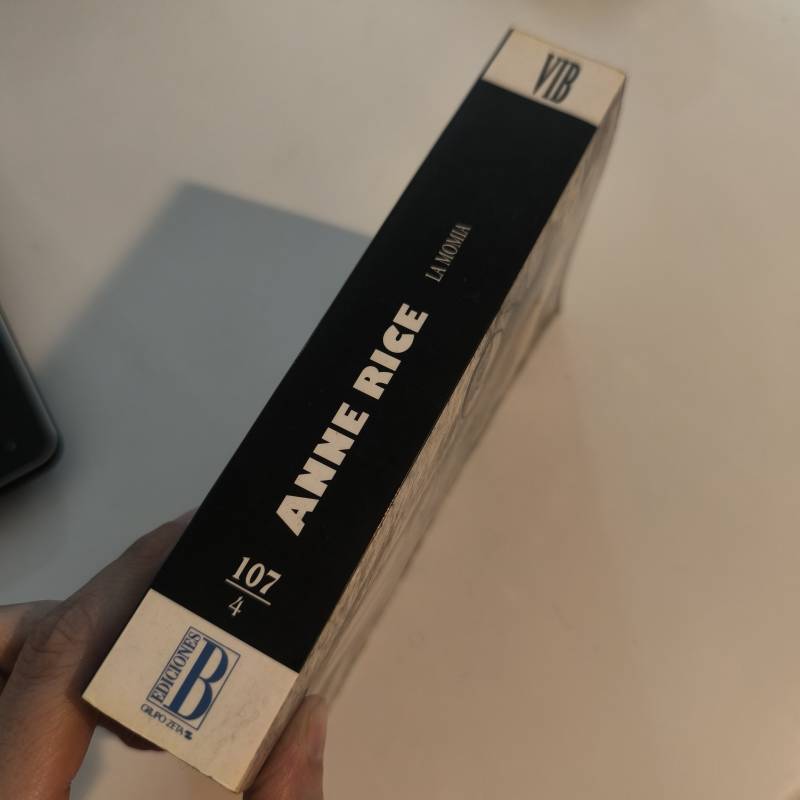 VIB
LA MOMIA
ANNE RICE
107
4
EDICIONES
B
GRUPO ZETA